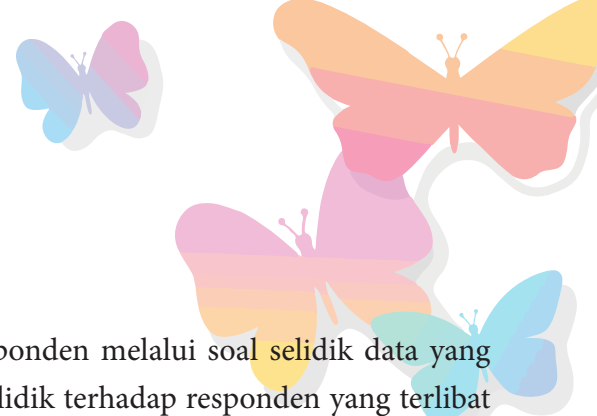 ponden melalui soal selidik data yang
lidik terhadap responden yang terlibat